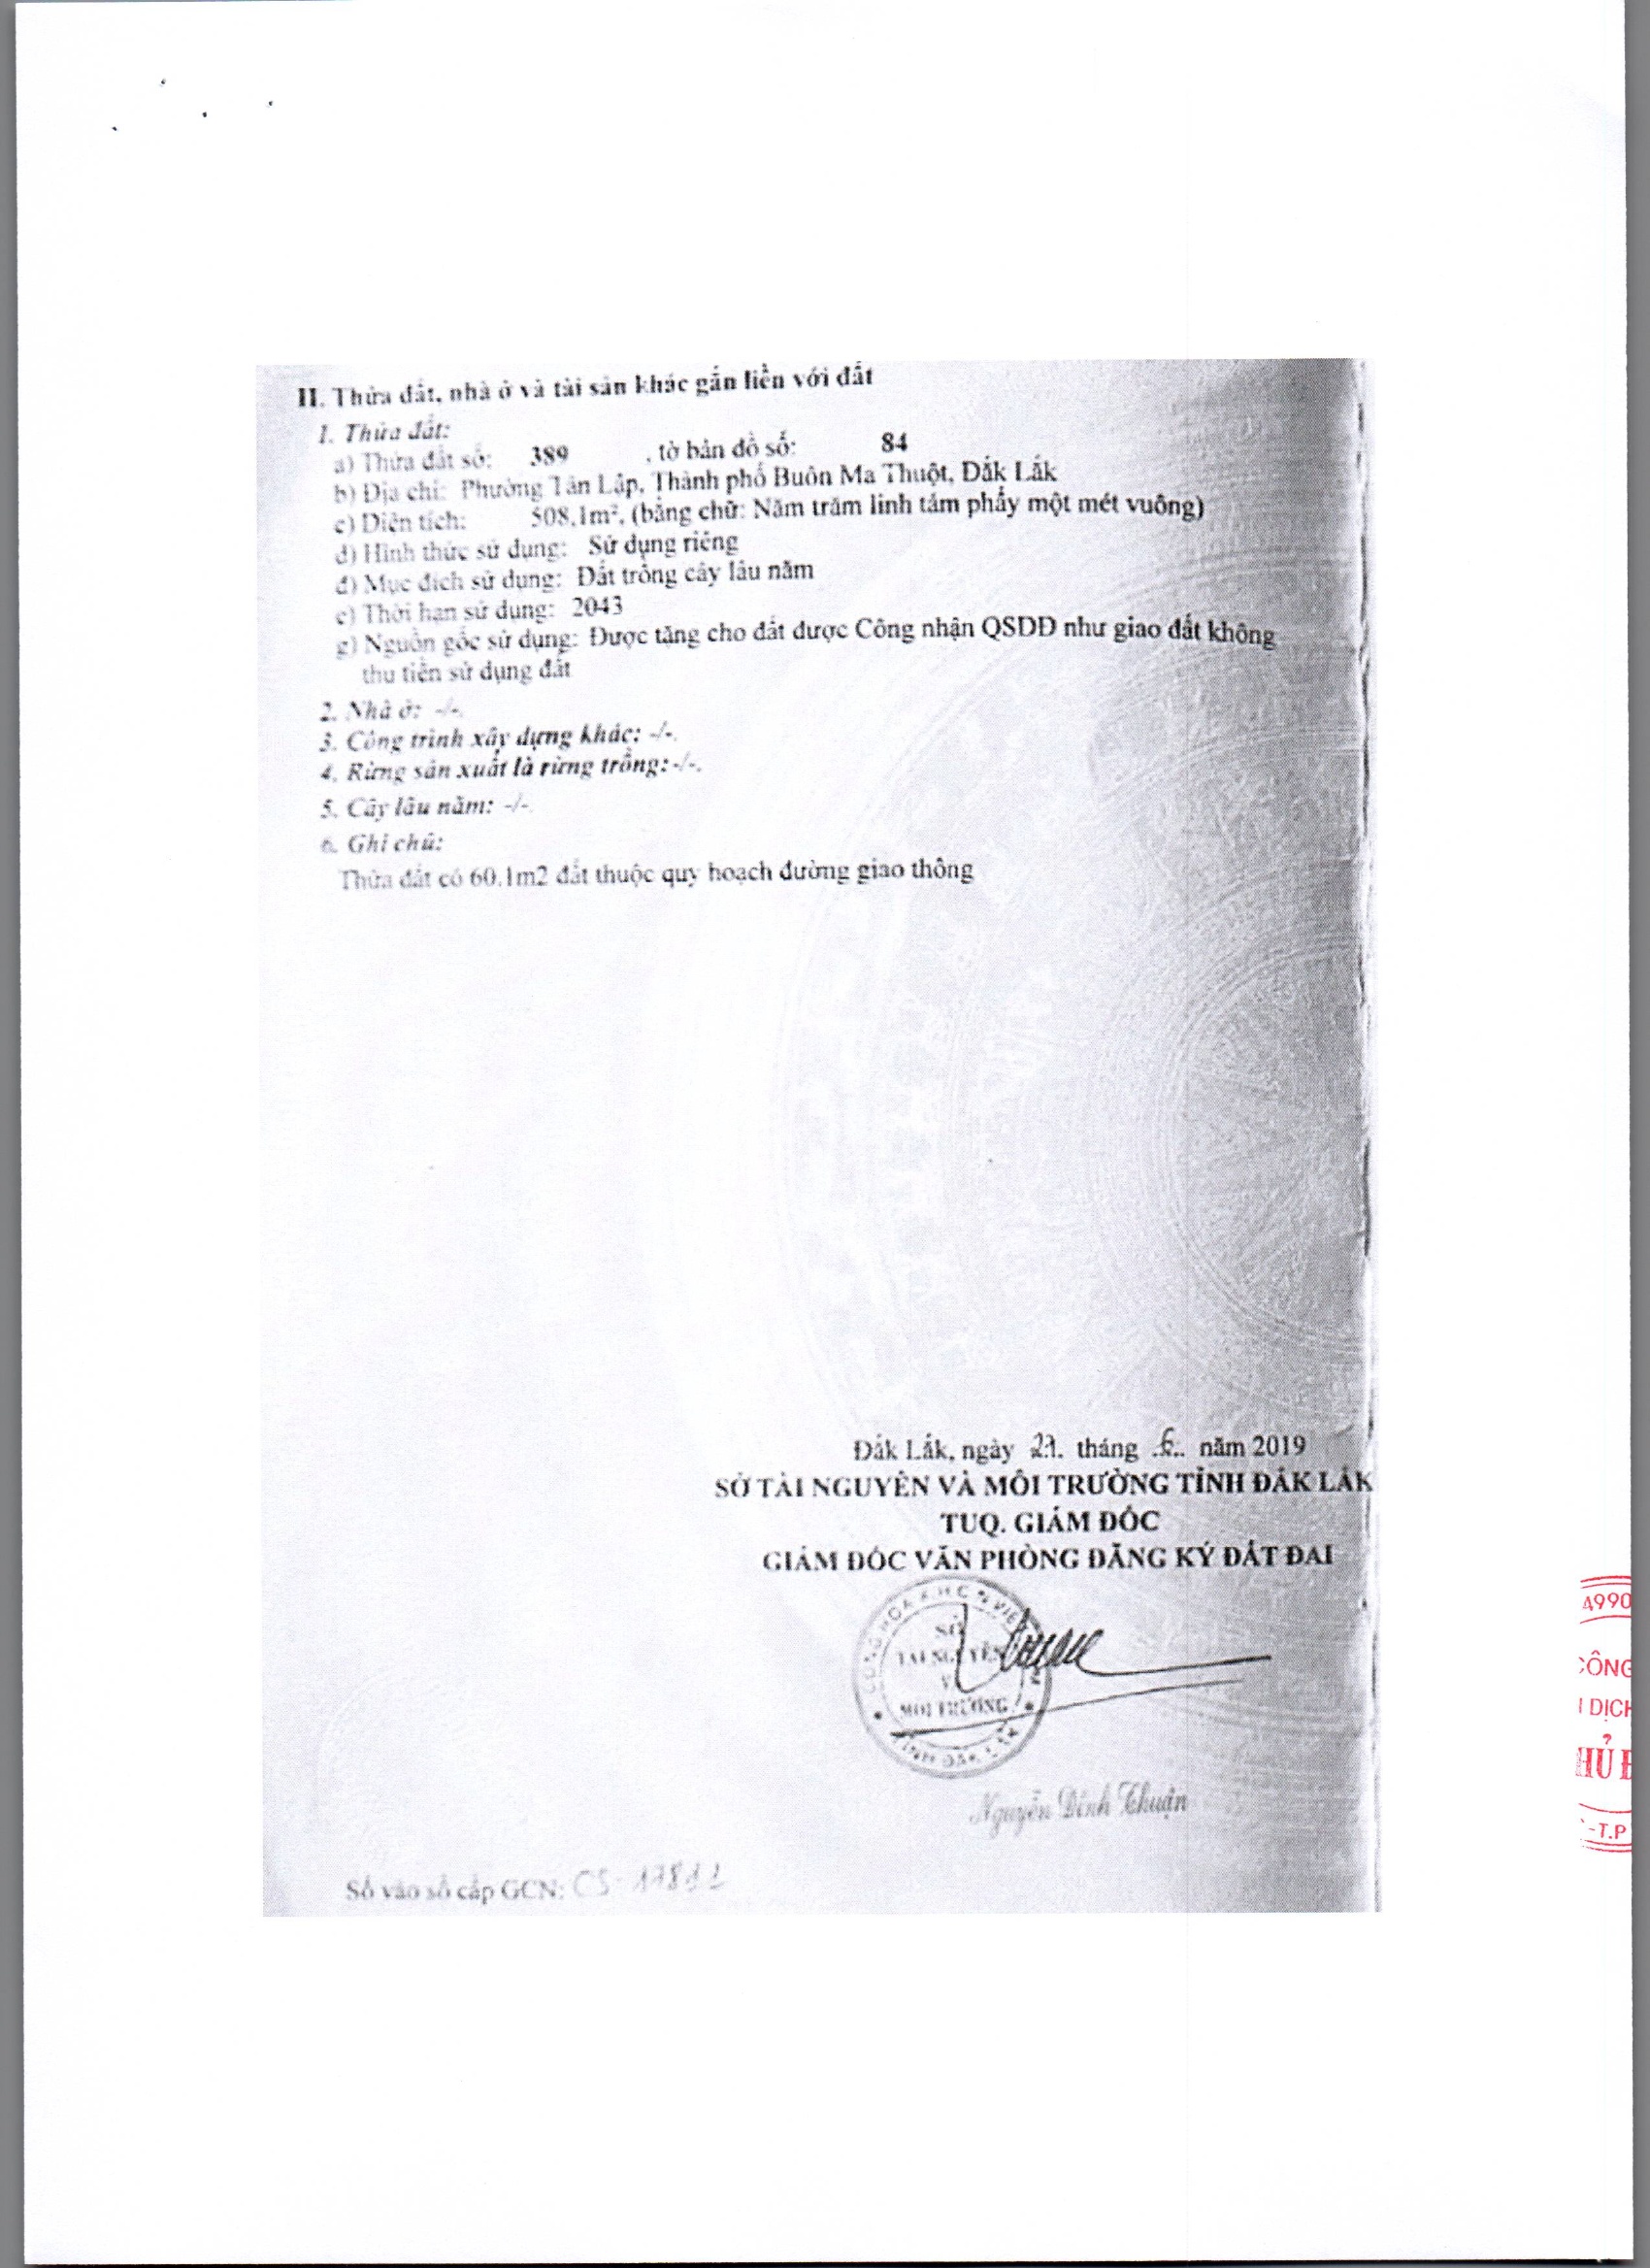 II. Thửa đất, nhà ở và tài sản khác gắn liền với đất
1. Thửa đất:
a) Thửa đất số: 389 , tờ bản đồ số: 84
b) Địa chỉ: Phường Tân Lập, Thành phố Buôn Ma Thuột, Đắk Lắk
c) Diện tích: 508,1m², (bằng chữ: Năm trăm linh tám phẩy một mét vuông)
d) Hình thức sử dụng: Sử dụng riêng
đ) Mục đích sử dụng: Đất trồng cây lâu năm
e) Thời hạn sử dụng: 2043
g) Nguồn gốc sử dụng: Được tặng cho đất được Công nhận QSDĐ như giao đất không
thu tiền sử dụng đất
2. Nhà ở: -/-.
3. Công trình xây dựng khác: -/-.
4. Rừng sản xuất là rừng trồng:-/-.
5. Cây lâu năm: -/-.
6. Ghi chú:
Thửa đất có 60,1m2 đất thuộc quy hoạch đường giao thông
Đắk Lắk, ngày 21. tháng .6.. năm 2019
SỞ TÀI NGUYÊN VÀ MÔI TRƯỜNG TỈNH ĐẮK LẮK
TUQ. GIÁM ĐỐC
GIÁM ĐỐC VĂN PHÒNG ĐĂNG KÝ ĐẤT ĐAI
SỞ
TÀI NGUYÊN
VÀ
MÔI TRƯỜNG
TỈNH ĐẮK LẮK
Nguyễn Đình Thuận
Số vào sổ cấp GCN: CS-17811
4990
CÔNG
DỊCH
HỦ Đ
-T.P